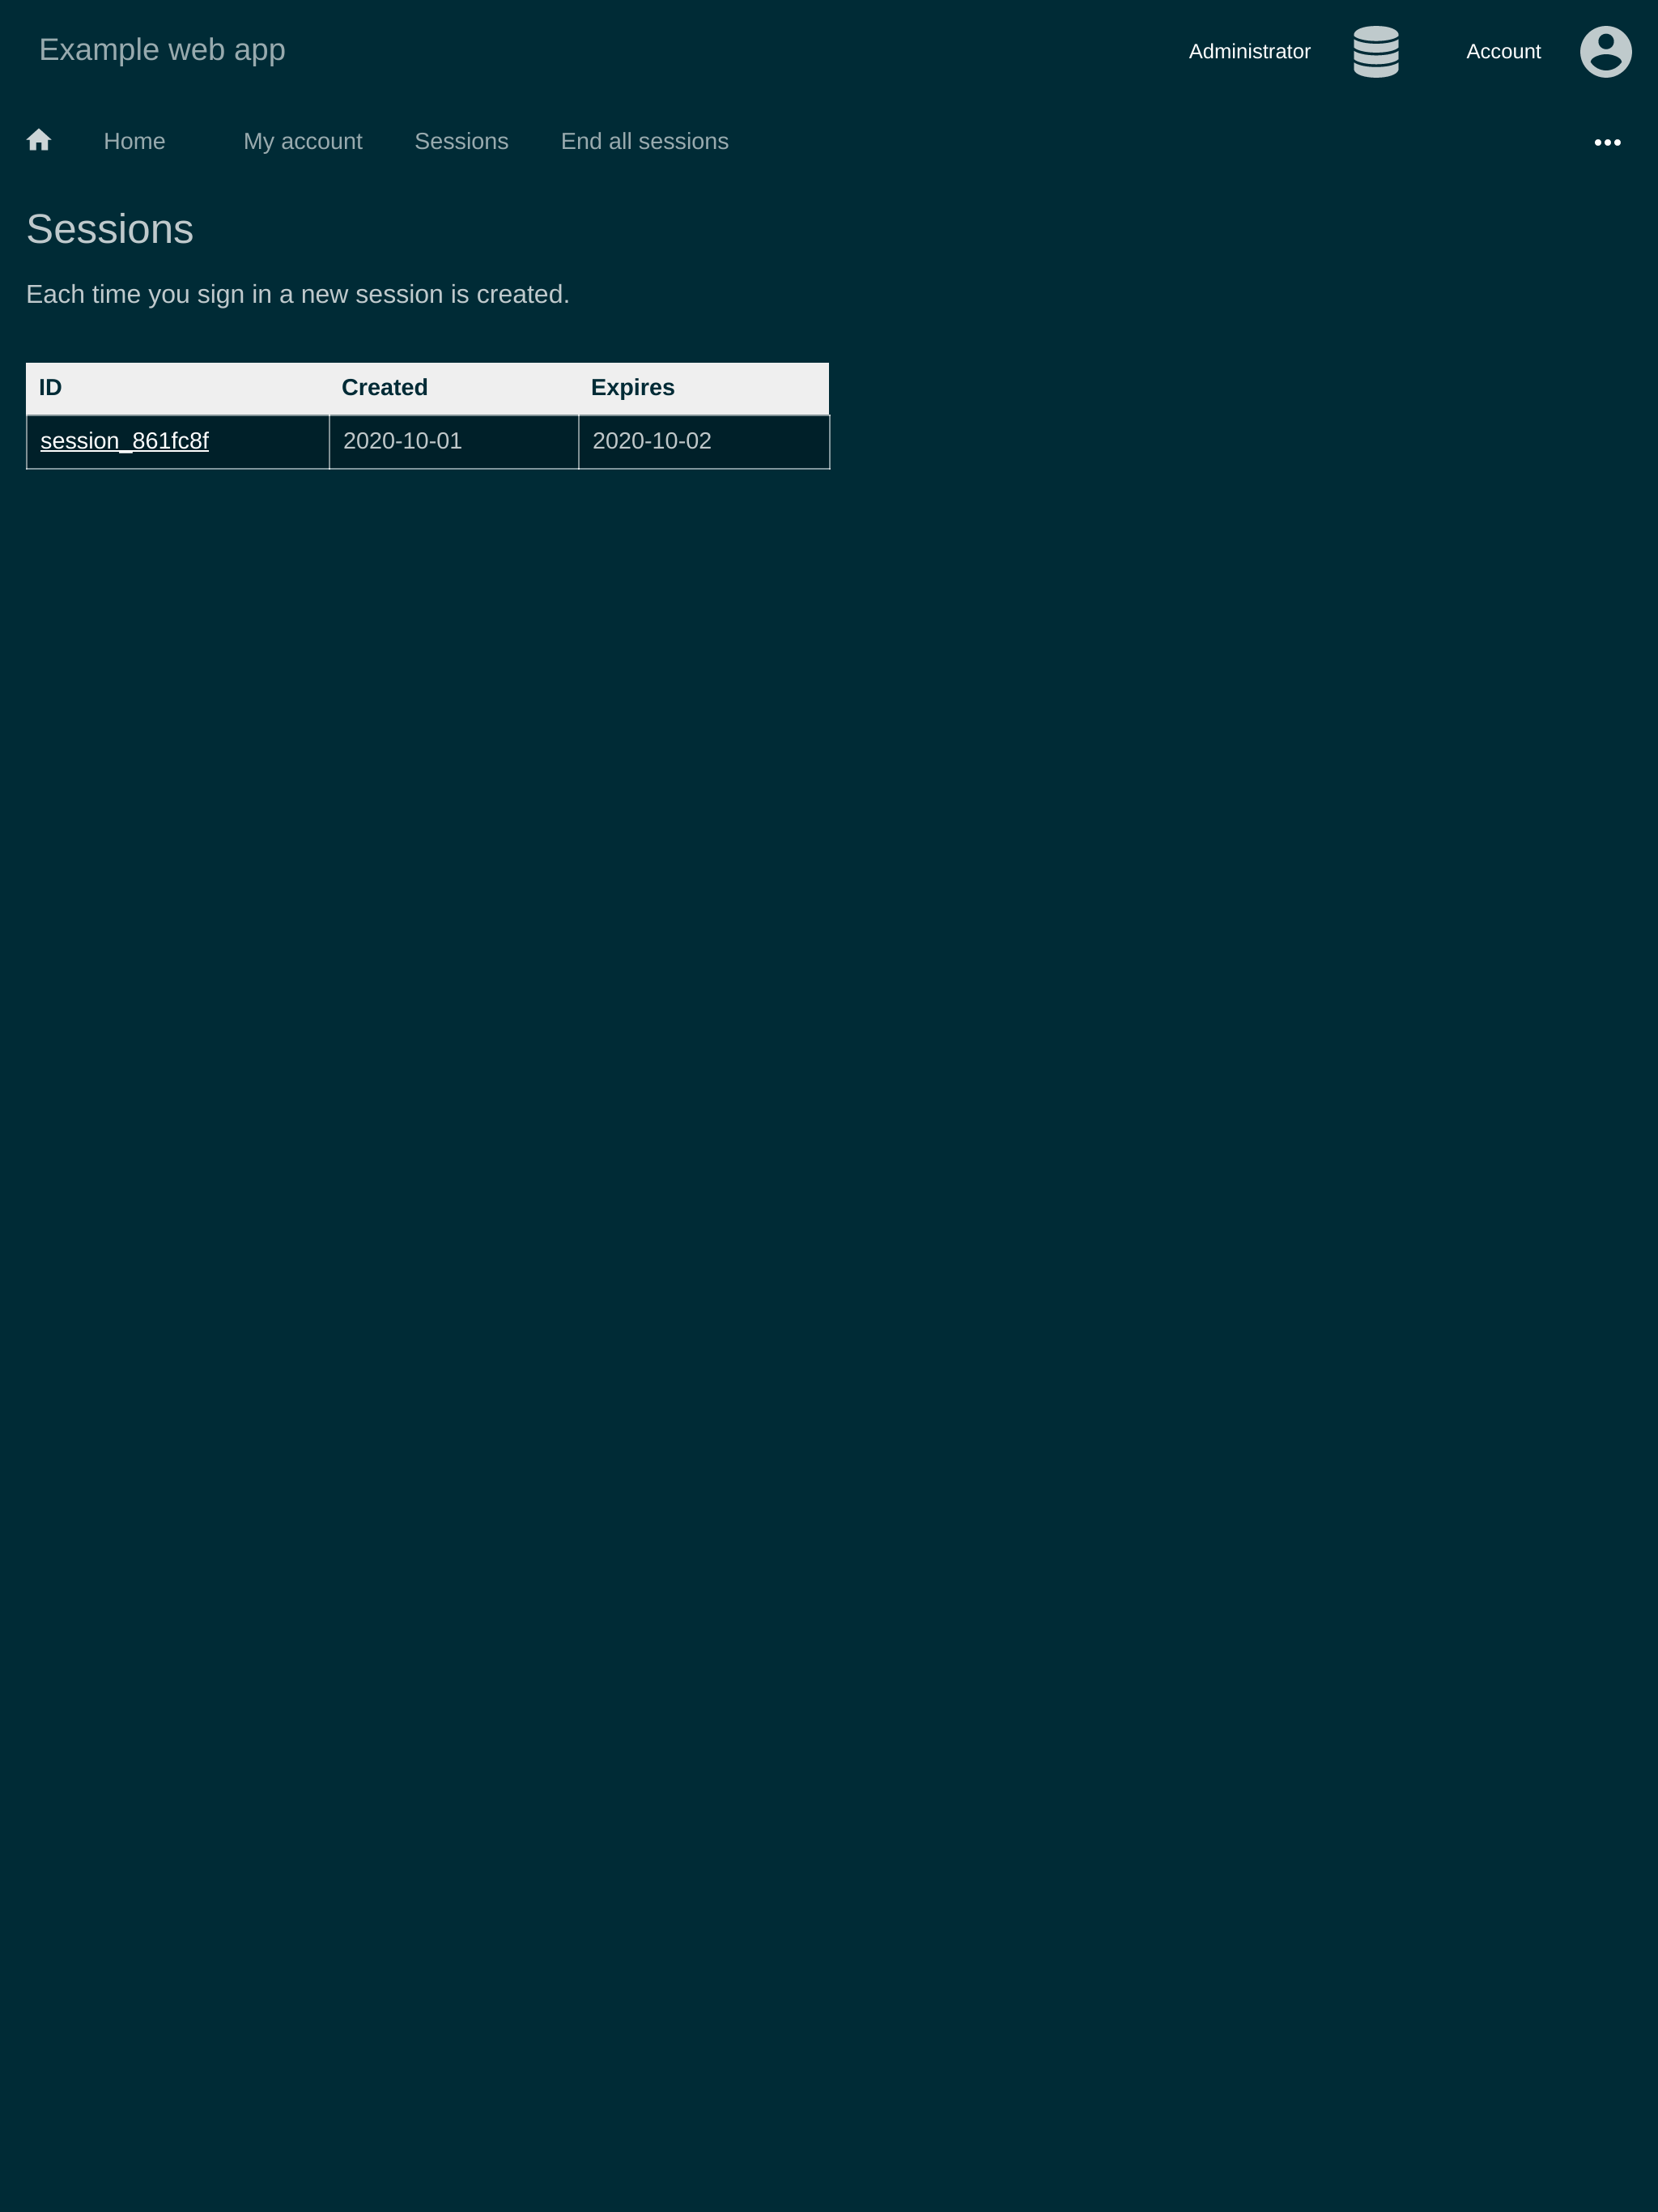 Example web app
Administrator
Account
Home
My account
Sessions
End all sessions
Sessions
Each time you sign in a new session is created.
ID Created Expires
session_861fc8f 2020-10-01 2020-10-02